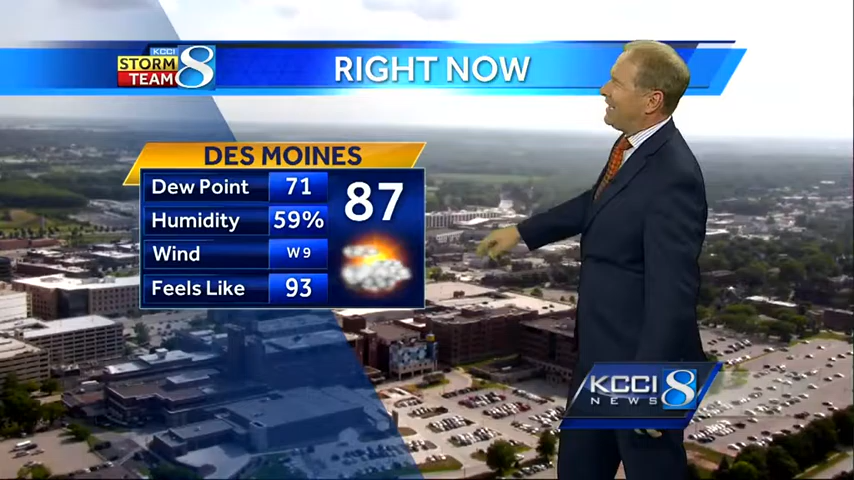 KCCI
STORM
TEAM 8
RIGHT NOW
DES MOINES
Dew Point 71
Humidity 59%
Wind W 9
Feels Like 93
87
KCCI 8
NEWS